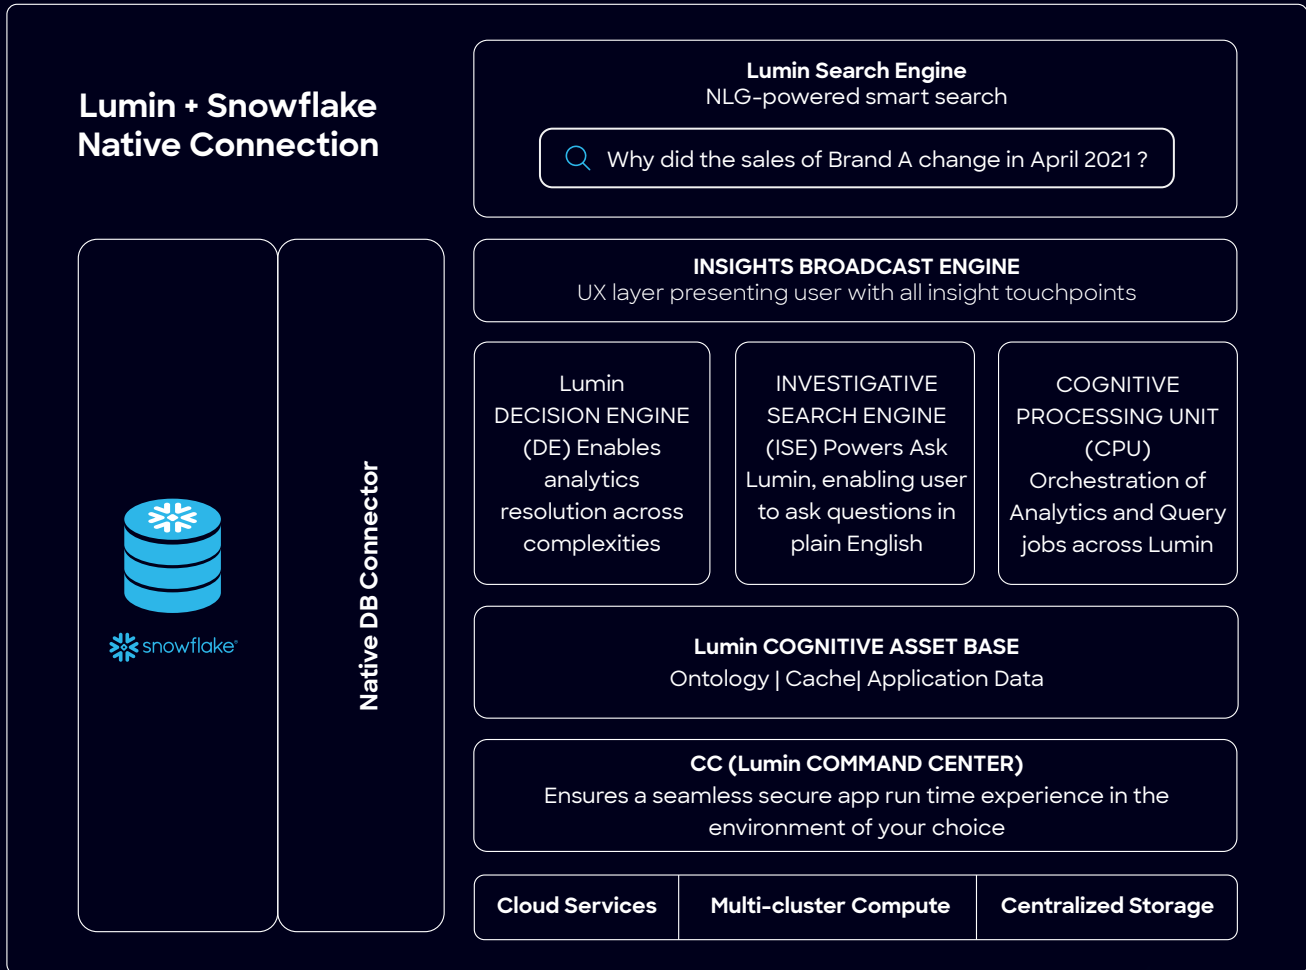 Lumin + Snowflake
Native Connection
Lumin Search Engine
NLG-powered smart search
Why did the sales of Brand A change in April 2021 ?
snowflake®
Native DB Connector
INSIGHTS BROADCAST ENGINE
UX layer presenting user with all insight touchpoints
Lumin
DECISION ENGINE
(DE) Enables
analytics
resolution across
complexities
INVESTIGATIVE
SEARCH ENGINE
(ISE) Powers Ask
Lumin, enabling user
to ask questions in
plain English
COGNITIVE
PROCESSING UNIT
(CPU)
Orchestration of
Analytics and Query
jobs across Lumin
Lumin COGNITIVE ASSET BASE
Ontology | Cache| Application Data
CC (Lumin COMMAND CENTER)
Ensures a seamless secure app run time experience in the
environment of your choice
Cloud Services
Multi-cluster Compute
Centralized Storage